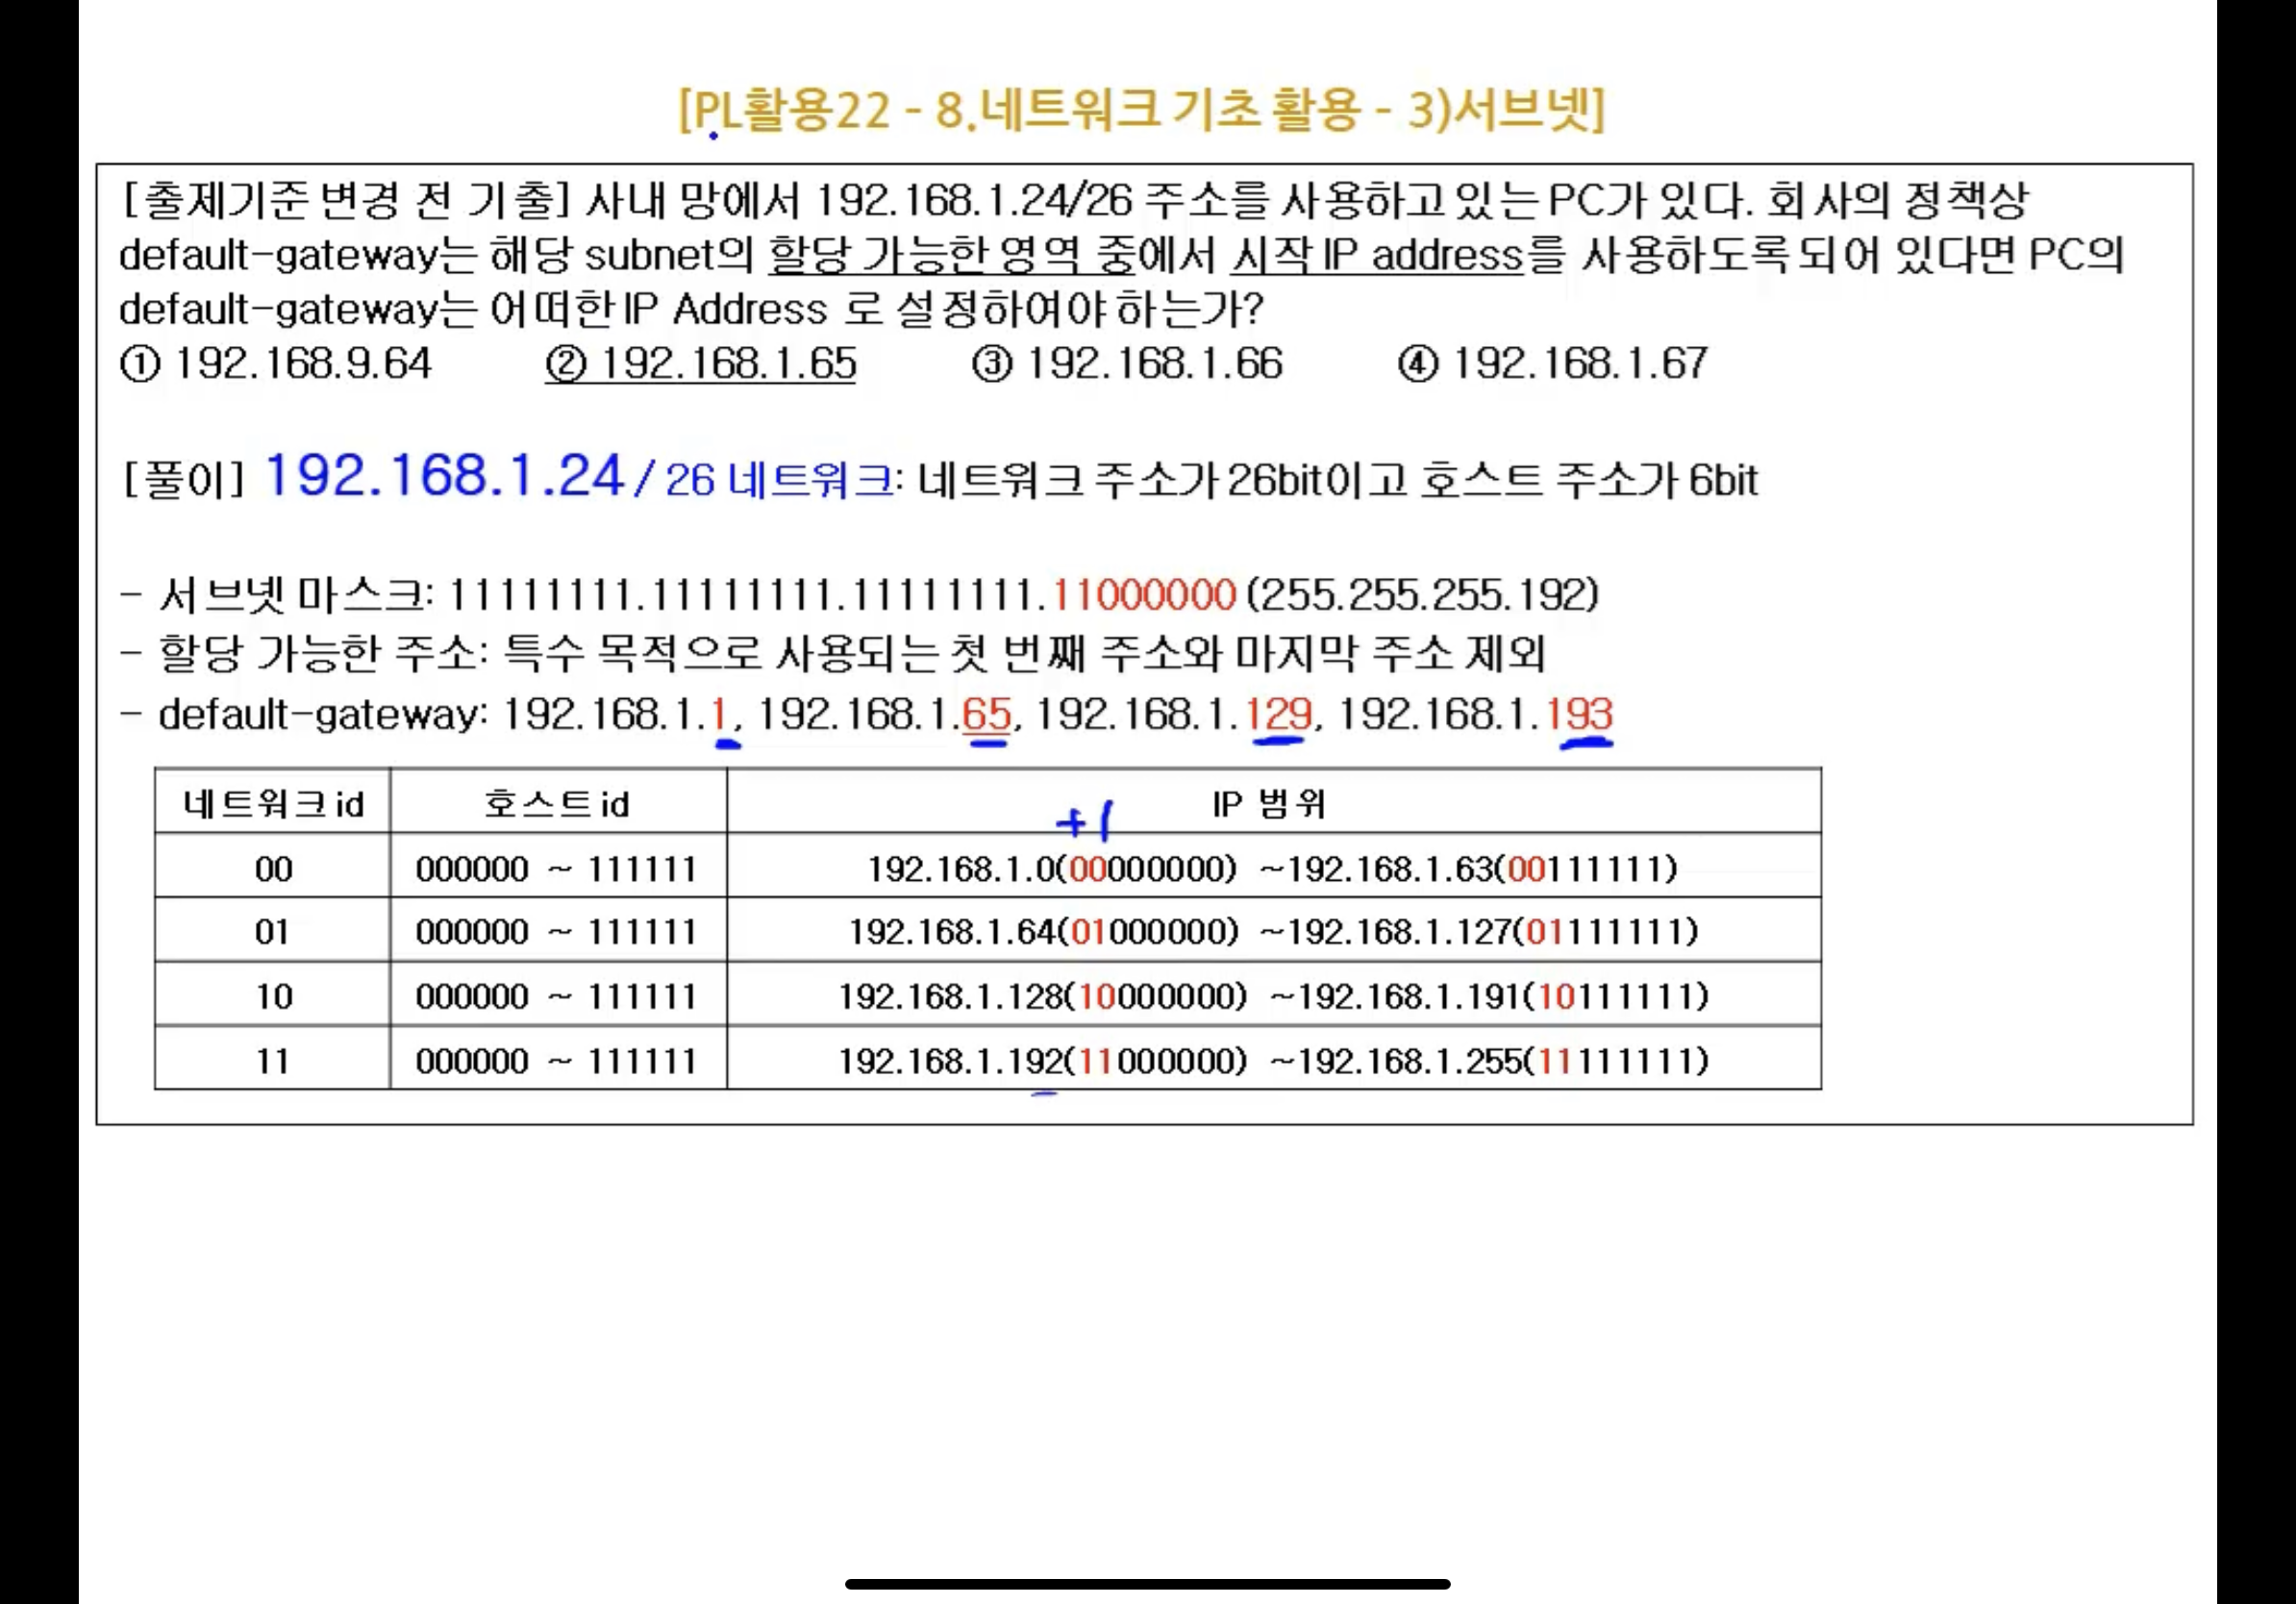 [PL활용22 - 8.네트워크 기초 활용 - 3)서브넷]
[출제기준 변경 전 기출] 사내 망에서 192.168.1.24/26 주소를 사용하고 있는 PC가 있다. 회사의 정책상
default-gateway는 해당 subnet의 할당 가능한 영역 중에서 시작 IP address를 사용하도록 되어 있다면 PC의
default-gateway는 어떠한 IP Address 로 설정하여야 하는가?
① 192.168.9.64 ② 192.168.1.65 ③ 192.168.1.66 ④ 192.168.1.67
[풀이] 192.168.1.24 / 26 네트워크: 네트워크 주소가 26bit이고 호스트 주소가 6bit
- 서브넷 마스크: 11111111.11111111.11111111.11000000 (255.255.255.192)
- 할당 가능한 주소: 특수 목적으로 사용되는 첫 번째 주소와 마지막 주소 제외
- default-gateway: 192.168.1.1, 192.168.1.65, 192.168.1.129, 192.168.1.193
네트워크 id 호스트 id IP 범위
+1
00 000000 ~ 111111 192.168.1.0(00000000) ~192.168.1.63(00111111)
01 000000 ~ 111111 192.168.1.64(01000000) ~192.168.1.127(01111111)
10 000000 ~ 111111 192.168.1.128(10000000) ~192.168.1.191(10111111)
11 000000 ~ 111111 192.168.1.192(11000000) ~192.168.1.255(11111111)